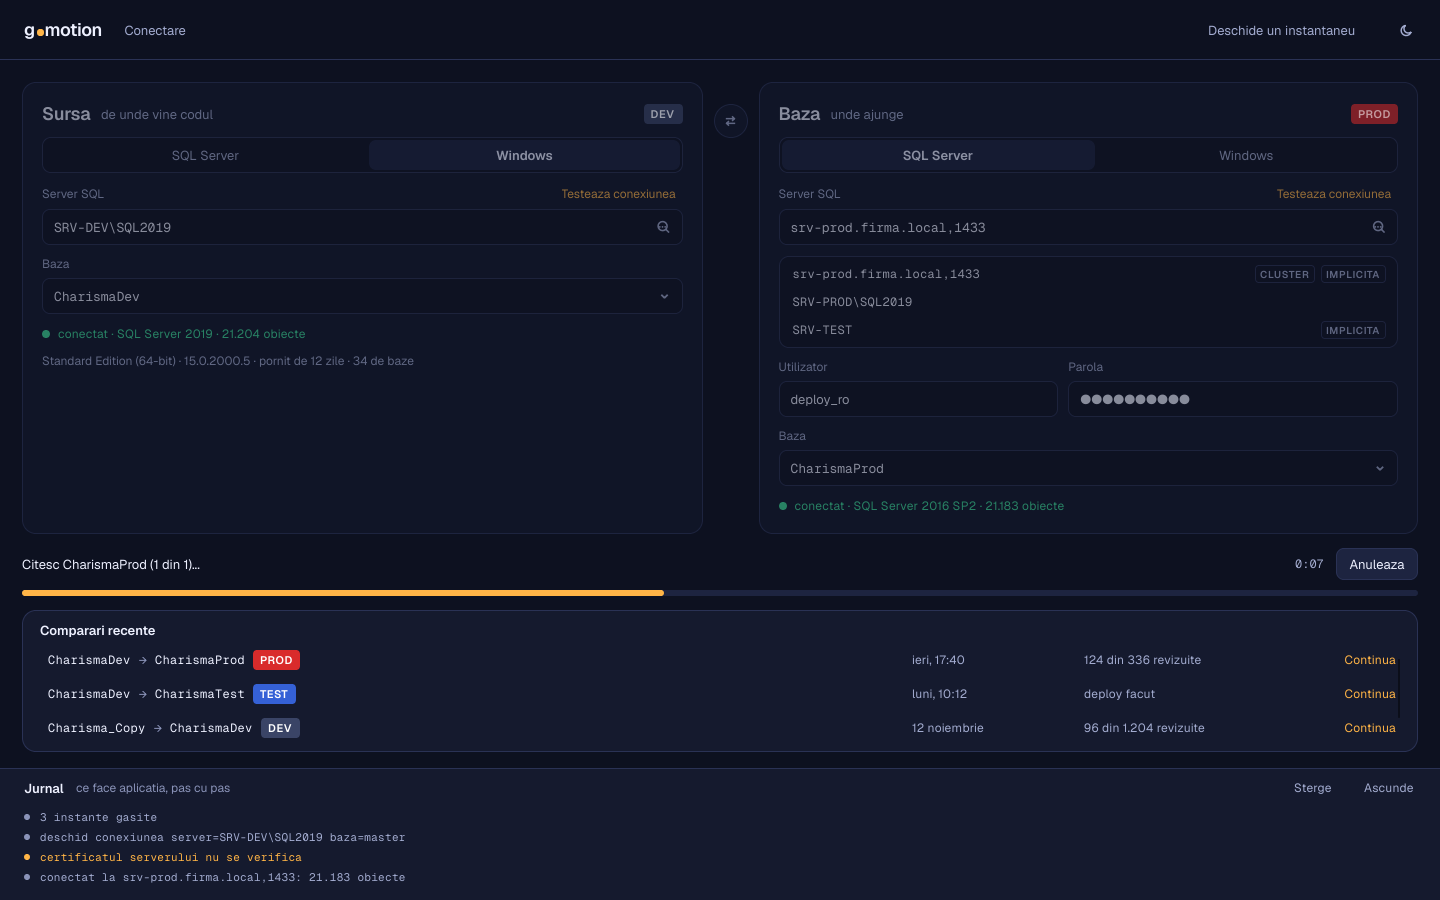 g●motion Conectare Deschide un instantaneu
Sursa de unde vine codul DEV
SQL Server Windows
Server SQL Testeaza conexiunea
SRV-DEV\SQL2019
Baza
CharismaDev
conectat · SQL Server 2019 · 21.204 obiecte
Standard Edition (64-bit) · 15.0.2000.5 · pornit de 12 zile · 34 de baze
Baza unde ajunge PROD
SQL Server Windows
Server SQL Testeaza conexiunea
srv-prod.firma.local,1433
srv-prod.firma.local,1433 CLUSTER IMPLICITA
SRV-PROD\SQL2019
SRV-TEST IMPLICITA
Utilizator Parola
deploy_ro ●●●●●●●●●●
Baza
CharismaProd
conectat · SQL Server 2016 SP2 · 21.183 obiecte
Citesc CharismaProd (1 din 1)... 0:07 Anuleaza
Comparari recente
CharismaDev → CharismaProd PROD ieri, 17:40 124 din 336 revizuite Continua
CharismaDev → CharismaTest TEST luni, 10:12 deploy facut Continua
Charisma_Copy → CharismaDev DEV 12 noiembrie 96 din 1.204 revizuite Continua
Jurnal ce face aplicatia, pas cu pas Sterge Ascunde
3 instante gasite
deschid conexiunea server=SRV-DEV\SQL2019 baza=master
certificatul serverului nu se verifica
conectat la srv-prod.firma.local,1433: 21.183 obiecte